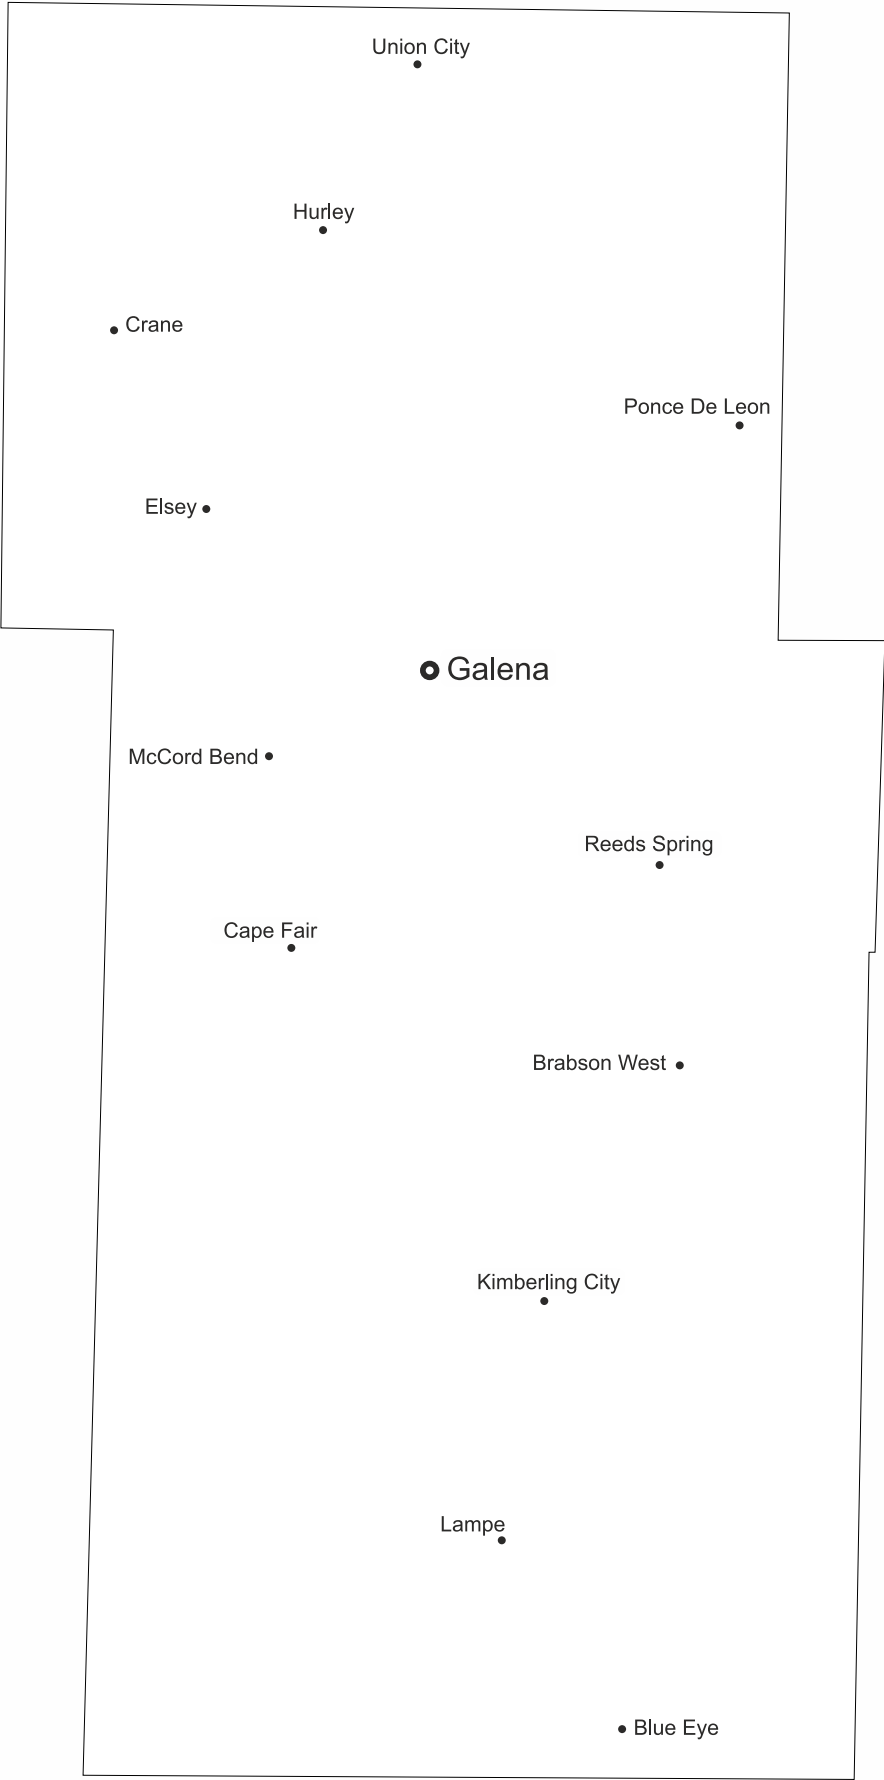 Union City
Hurley
Crane
Ponce De Leon
Elsey
Galena
McCord Bend
Reeds Spring
Cape Fair
Brabson West
Kimberling City
Lampe
Blue Eye